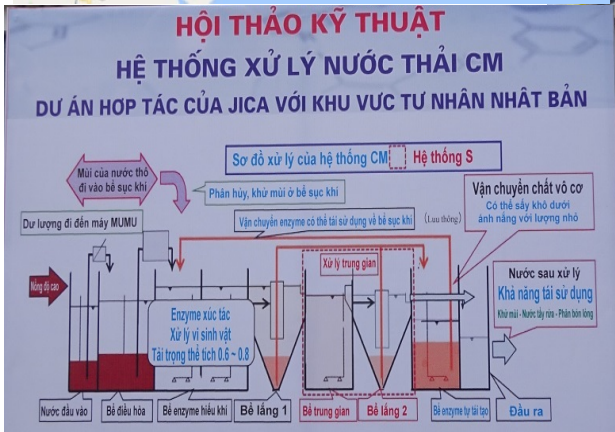 HỘI THẢO KỸ THUẬT
HỆ THỐNG XỬ LÝ NƯỚC THẢI CM
DỰ ÁN HỢP TÁC CỦA JICA VỚI KHU VỰC TƯ NHÂN NHẬT BẢN
Sơ đồ xử lý của hệ thống CM
Hệ thống S
Mùi của nước thô
đi vào bể sục khí
Phân hủy, khử mùi ở bể sục khí
Vận chuyển chất vô cơ
Có thể sấy khô dưới
ánh nắng với lượng nhỏ
Dư lượng đi đến máy MUMU
Vận chuyển enzyme có thể tái sử dụng về bể sục khí
(Lưu thông)
Xử lý trung gian
Nồng độ cao
Nước sau xử lý
Khả năng tái sử dụng
Khử mùi - Nước tẩy rửa - Phân bón lỏng
Enzyme xúc tác
Xử lý vi sinh vật
Tải trọng thể tích 0.6 ~ 0.8
Nước đầu vào
Bể điều hòa
Bể enzyme hiếu khí
Bể lắng 1
Bể trung gian
Bể lắng 2
Bể enzyme tự tái tạo
Đầu ra